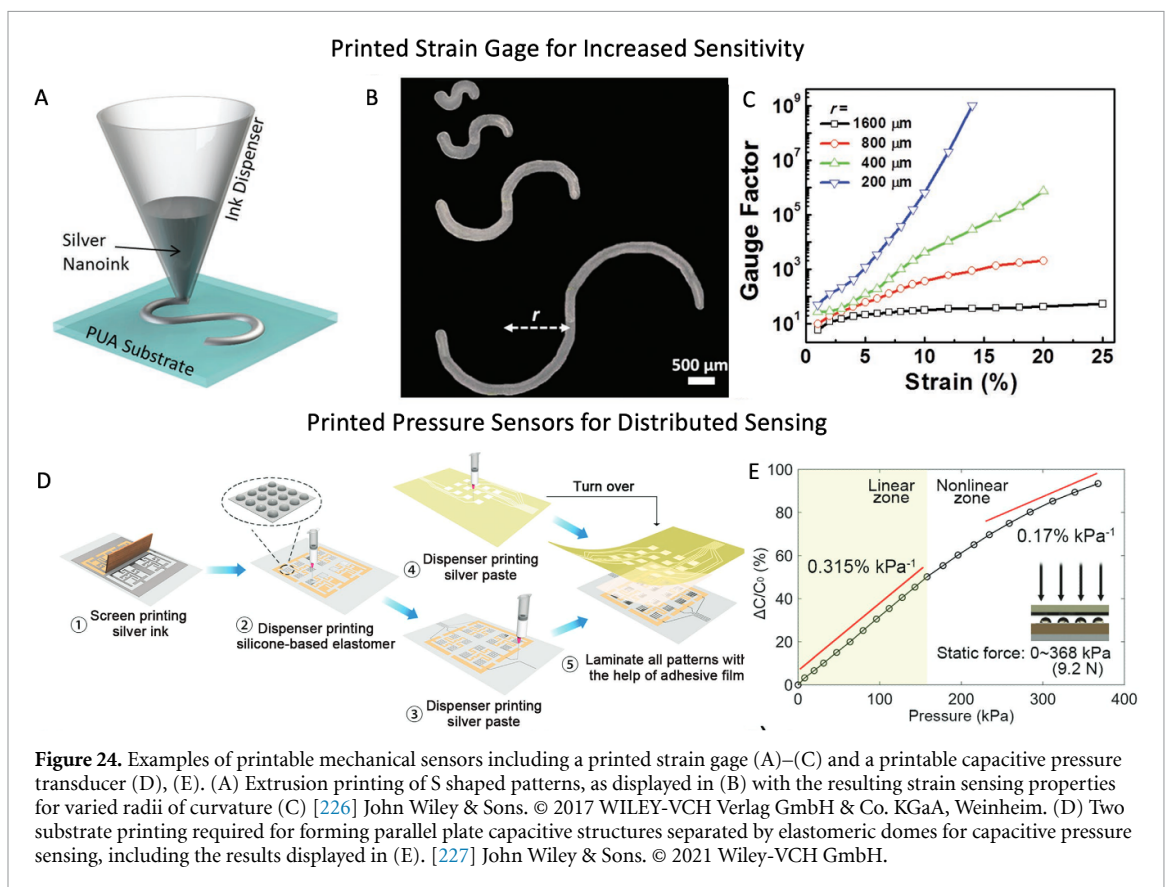 Printed Strain Gage for Increased Sensitivity
A
Ink Dispenser
Silver
Nanoink
PUA Substrate
B
r
500 μm
C
Gauge Factor
10⁹
10⁷
10⁵
10³
10¹
r =
1600 μm
800 μm
400 μm
200 μm
0 5 10 15 20 25
Strain (%)
Printed Pressure Sensors for Distributed Sensing
D
① Screen printing
silver ink
② Dispenser printing
silicone-based elastomer
③ Dispenser printing
silver paste
④ Dispenser printing
silver paste
Turn over
⑤ Laminate all patterns with
the help of adhesive film
E
ΔC/C₀ (%)
100
80
60
40
20
0
Linear
zone
Nonlinear
zone
0.315% kPa⁻¹
0.17% kPa⁻¹
Static force: 0~368 kPa
(9.2 N)
0 100 200 300 400
Pressure (kPa)
Figure 24. Examples of printable mechanical sensors including a printed strain gage (A)–(C) and a printable capacitive pressure
transducer (D), (E). (A) Extrusion printing of S shaped patterns, as displayed in (B) with the resulting strain sensing properties
for varied radii of curvature (C) [226] John Wiley & Sons. © 2017 WILEY-VCH Verlag GmbH & Co. KGaA, Weinheim. (D) Two
substrate printing required for forming parallel plate capacitive structures separated by elastomeric domes for capacitive pressure
sensing, including the results displayed in (E). [227] John Wiley & Sons. © 2021 Wiley-VCH GmbH.